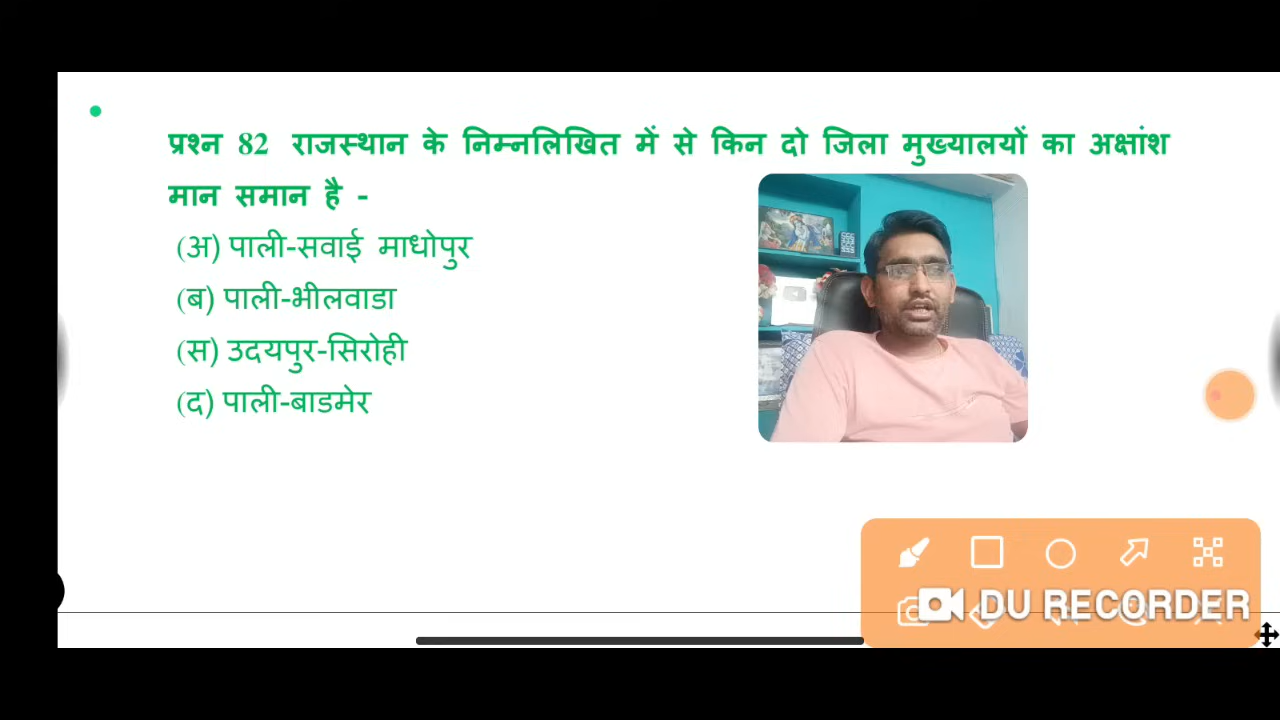 प्रश्न 82 राजस्थान के निम्नलिखित में से किन दो जिला मुख्यालयों का अक्षांश
मान समान है -
(अ) पाली-सवाई माधोपुर
(ब) पाली-भीलवाडा
(स) उदयपुर-सिरोही
(द) पाली-बाडमेर
DU RECORDER